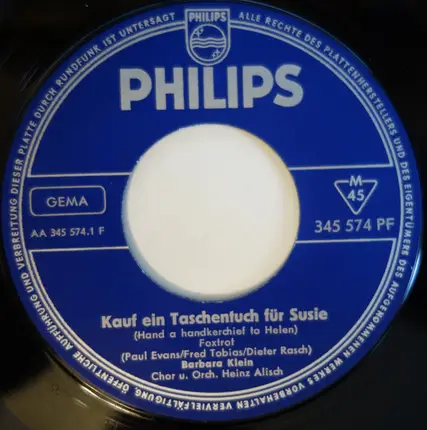 ALLE RECHTE DES PLATTENHERSTELLERS UND DES EIGENTÜMERS DES AUFGENOMMENEN WERKES VORBEHALTEN VERVIELFÄLTIGUNG, ÖFFENTLICHE AUFFÜHRUNG UND VERBREITUNG DIESER PLATTE DURCH RUNDFUNK IST UNTERSAGT
PHILIPS
PHILIPS
GEMA
M
45
AA 345 574.1 F
345 574 PF
Kauf ein Taschentuch für Susie
(Hand a handkerchief to Helen)
Foxtrot
(Paul Evans/Fred Tobias/Dieter Rasch)
Barbara Klein
Chor u. Orch. Heinz Alisch